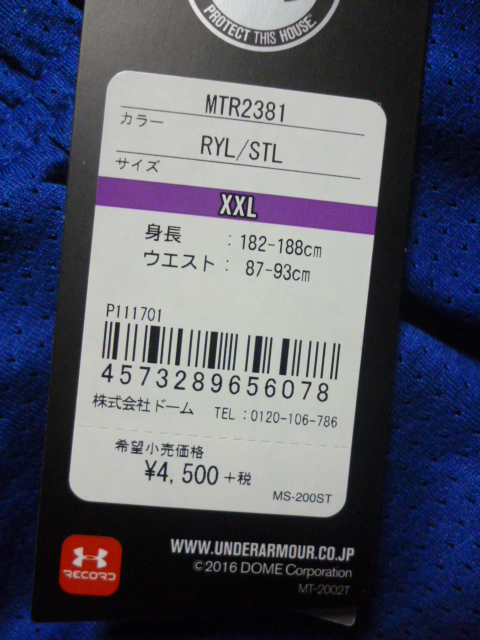 PROTECT THIS HOUSE
MTR2381
カラー
RYL/STL
サイズ
XXL
身長 : 182-188cm
ウエスト : 87-93cm
P111701
4573289656078
株式会社ドーム TEL : 0120-106-786
希望小売価格
¥4,500 +税
MS-200ST
WWW.UNDERARMOUR.CO.JP
©2016 DOME Corporation
MT-2002T
RECORD